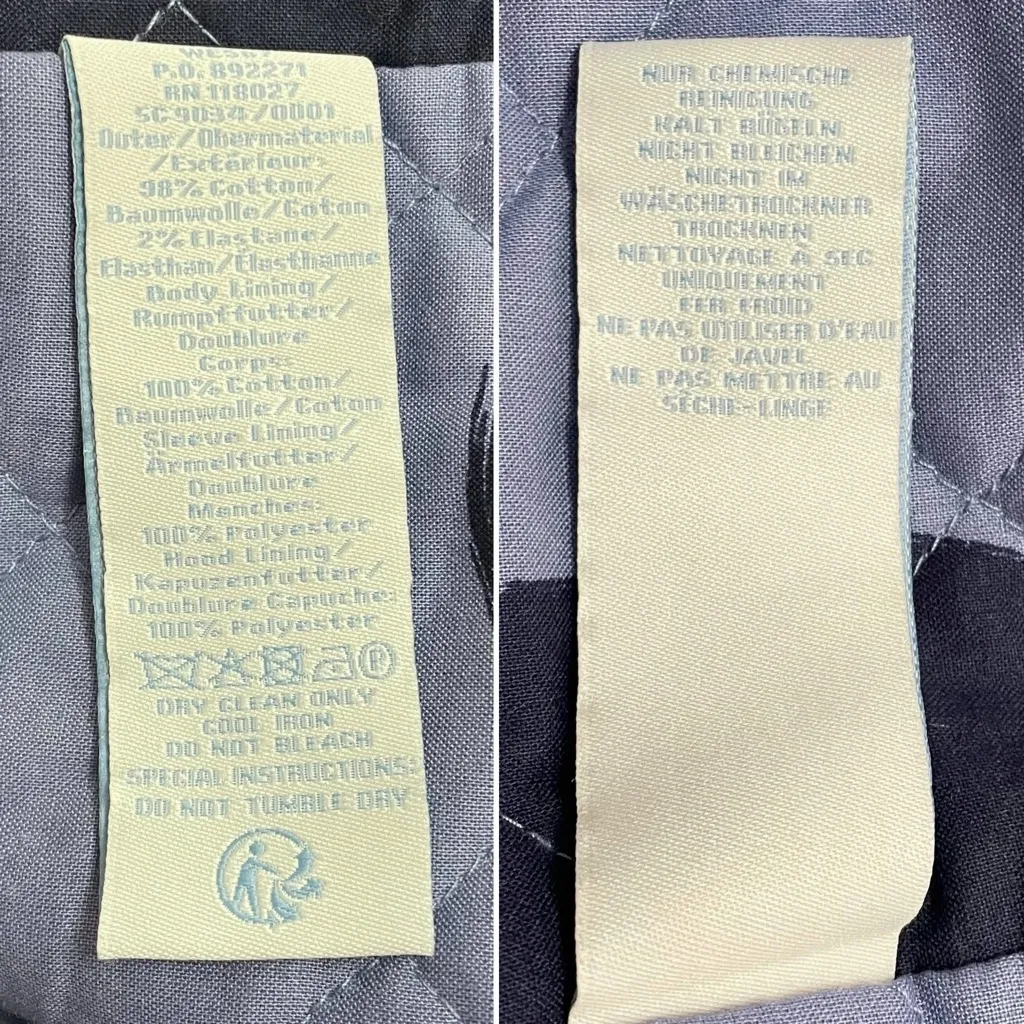 P.O. 892271
RN 118027
SC 9034/0001
Outer/Obermaterial
/Extérieur:
98% Cotton/
Baumwolle/Coton
2% Elastane/
Elasthan/Élasthanne
Body Lining/
Rumpffutter/
Doublure
Corps:
100% Cotton/
Baumwolle/Coton
Sleeve Lining/
Ärmelfutter/
Doublure
Manches:
100% Polyester
Hood Lining/
Kapuzenfutter/
Doublure Capuche:
100% Polyester
P
DRY CLEAN ONLY
COOL IRON
DO NOT BLEACH
SPECIAL INSTRUCTIONS:
DO NOT TUMBLE DRY
NUR CHEMISCHE
REINIGUNG
KALT BÜGELN
NICHT BLEICHEN
NICHT IM
WÄSCHETROCKNER
TROCKNEN
NETTOYAGE À SEC
UNIQUEMENT
FER FROID
NE PAS UTILISER D'EAU
DE JAVEL
NE PAS METTRE AU
SÈCHE-LINGE